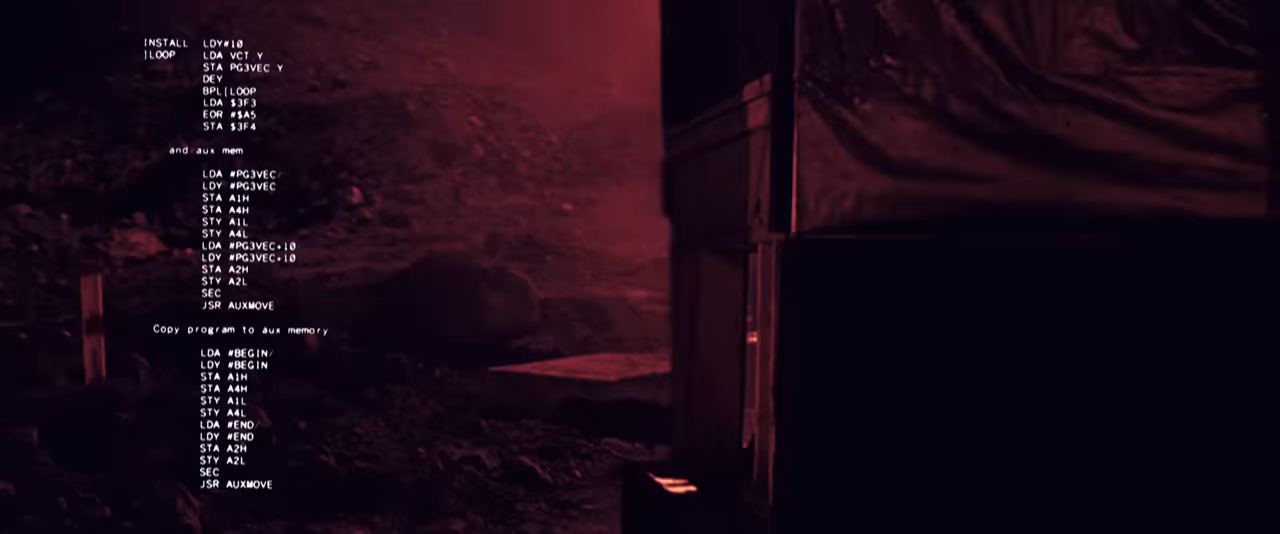 INSTALL LDY#10
]LOOP LDA VCT Y
STA PG3VEC Y
DEY
BPL[LOOP
LDA $3F3
EOR #$A5
STA $3F4
and aux mem
LDA #PG3VEC/
LDY #PG3VEC
STA A1H
STA A4H
STY A1L
STY A4L
LDA #PG3VEC+10
LDY #PG3VEC+10
STA A2H
STY A2L
SEC
JSR AUXMOVE
Copy program to aux memory
LDA #BEGIN/
LDY #BEGIN
STA A1H
STA A4H
STY A1L
STY A4L
LDA #END/
LDY #END
STA A2H
STY A2L
SEC
JSR AUXMOVE